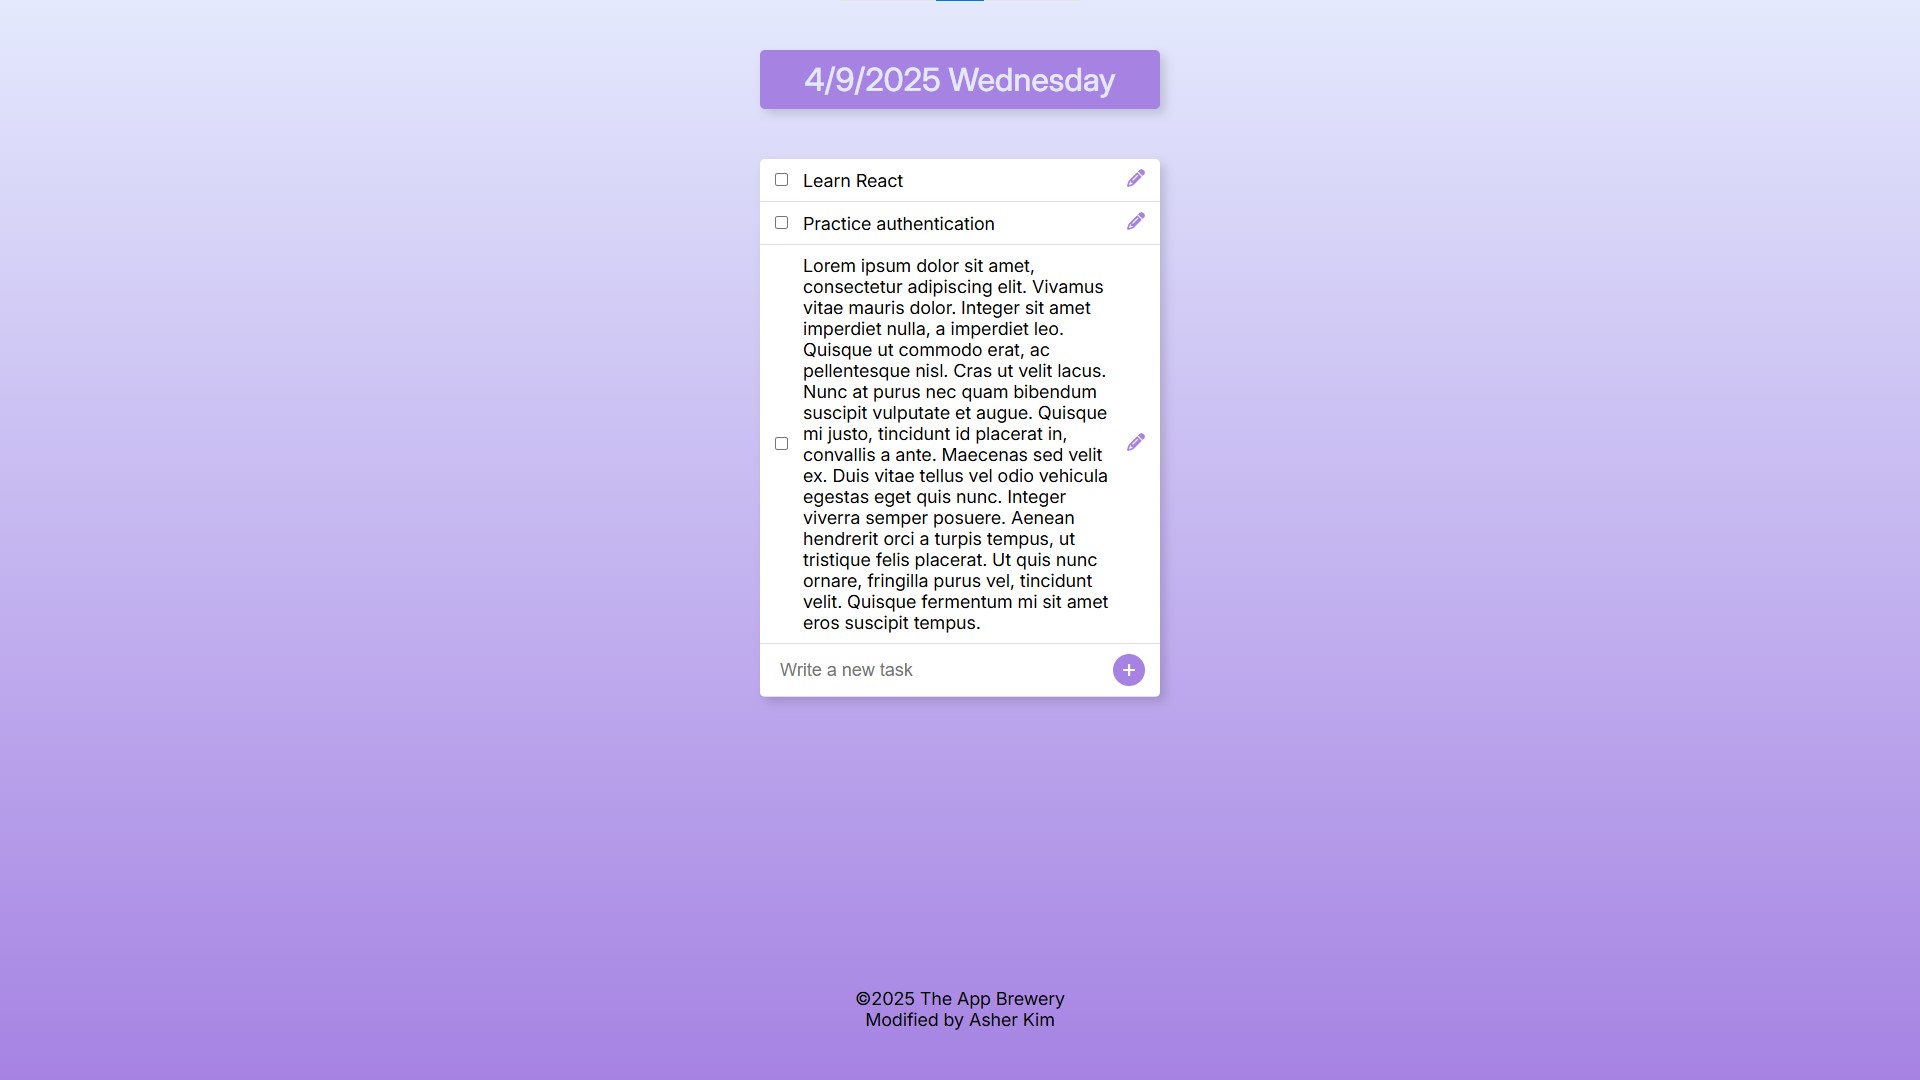 4/9/2025 Wednesday
Learn React
Practice authentication
Lorem ipsum dolor sit amet,
consectetur adipiscing elit. Vivamus
vitae mauris dolor. Integer sit amet
imperdiet nulla, a imperdiet leo.
Quisque ut commodo erat, ac
pellentesque nisl. Cras ut velit lacus.
Nunc at purus nec quam bibendum
suscipit vulputate et augue. Quisque
mi justo, tincidunt id placerat in,
convallis a ante. Maecenas sed velit
ex. Duis vitae tellus vel odio vehicula
egestas eget quis nunc. Integer
viverra semper posuere. Aenean
hendrerit orci a turpis tempus, ut
tristique felis placerat. Ut quis nunc
ornare, fringilla purus vel, tincidunt
velit. Quisque fermentum mi sit amet
eros suscipit tempus.
Write a new task
©2025 The App Brewery
Modified by Asher Kim